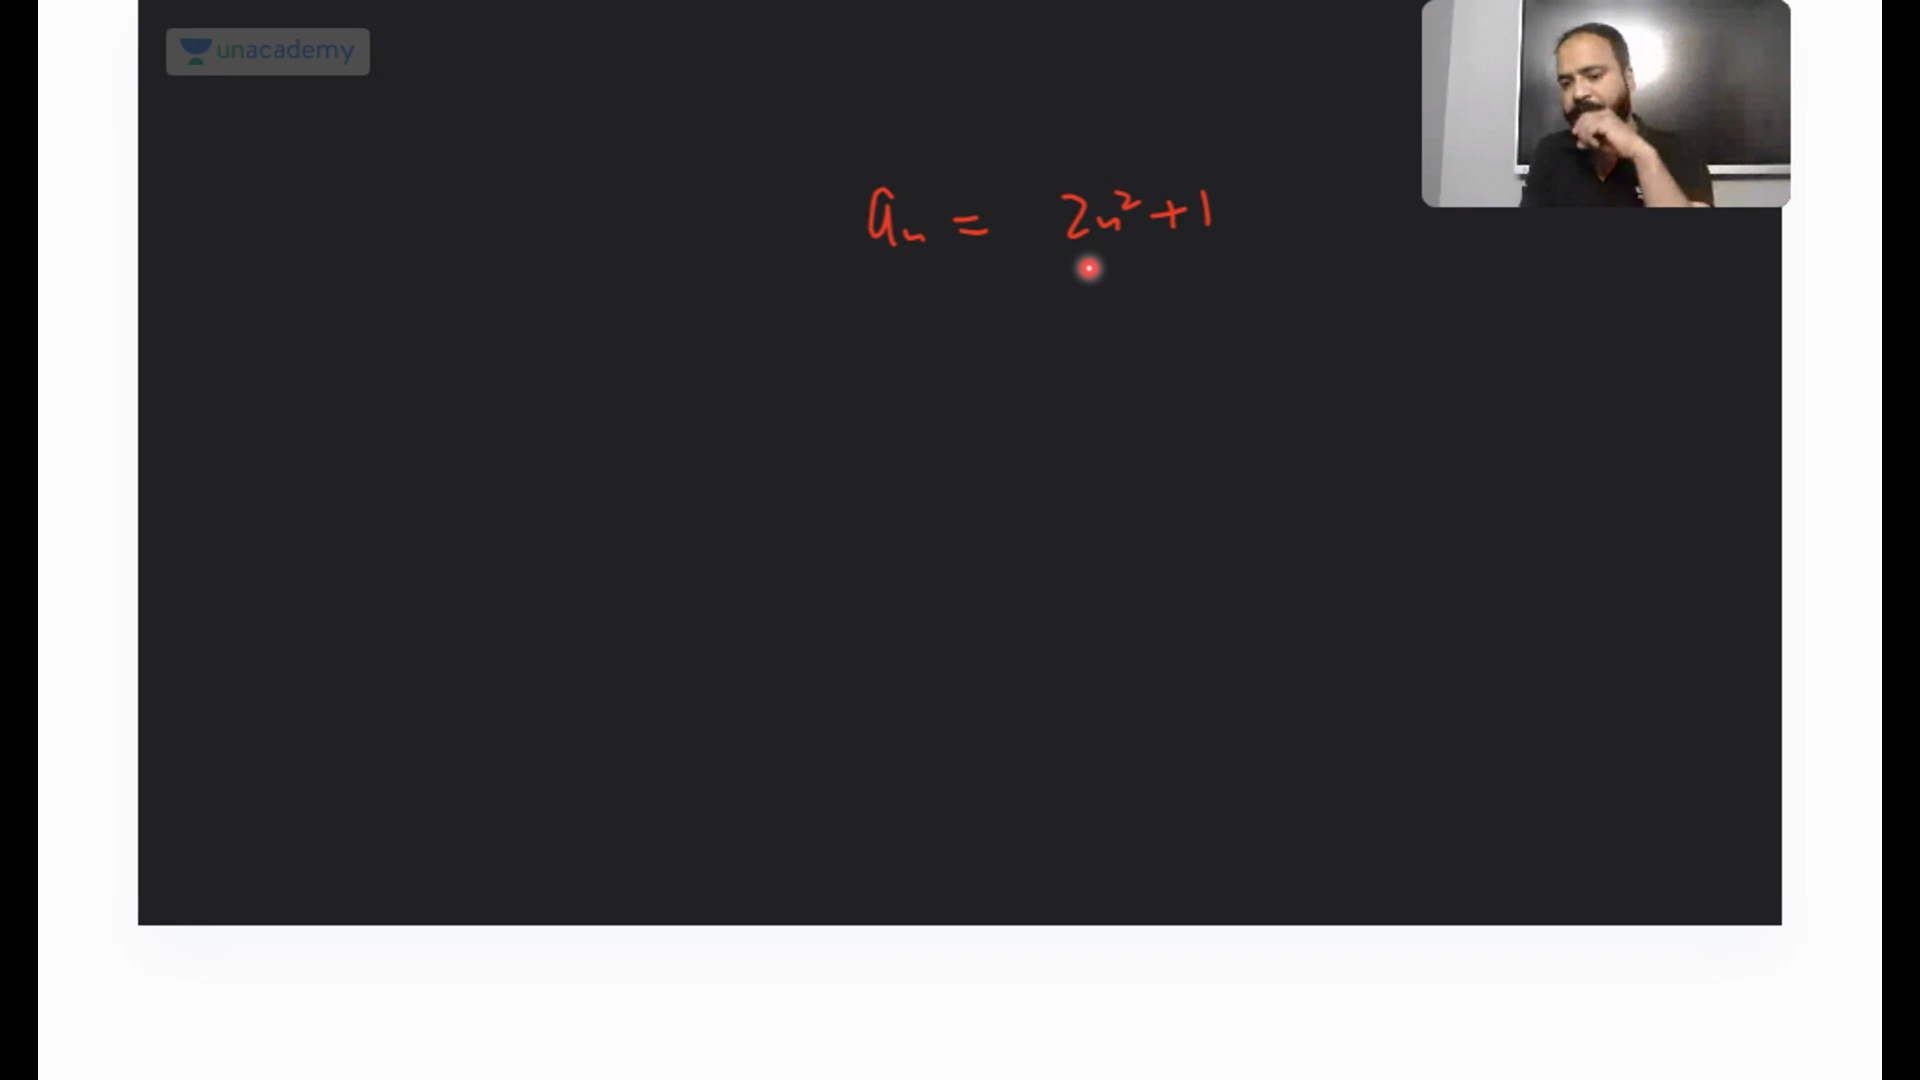 unacademy
aₙ = 2n² + 1